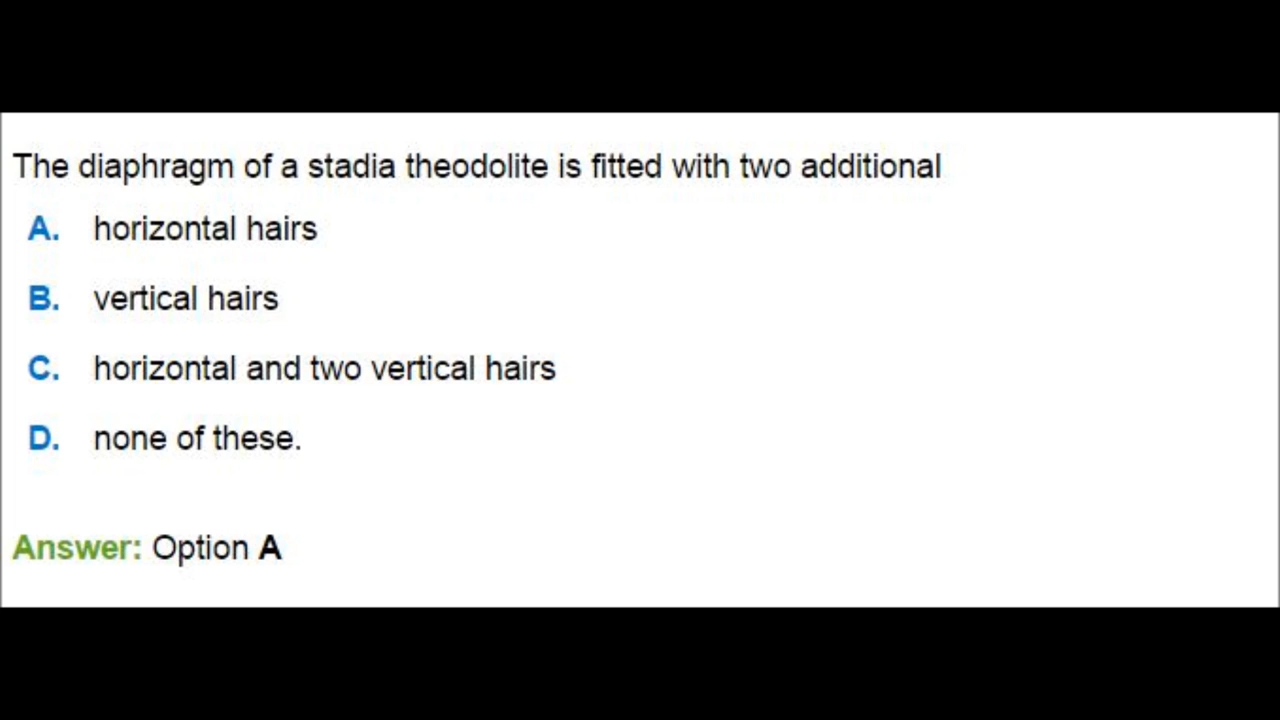 The diaphragm of a stadia theodolite is fitted with two additional
A. horizontal hairs
B. vertical hairs
C. horizontal and two vertical hairs
D. none of these.
Answer: Option A